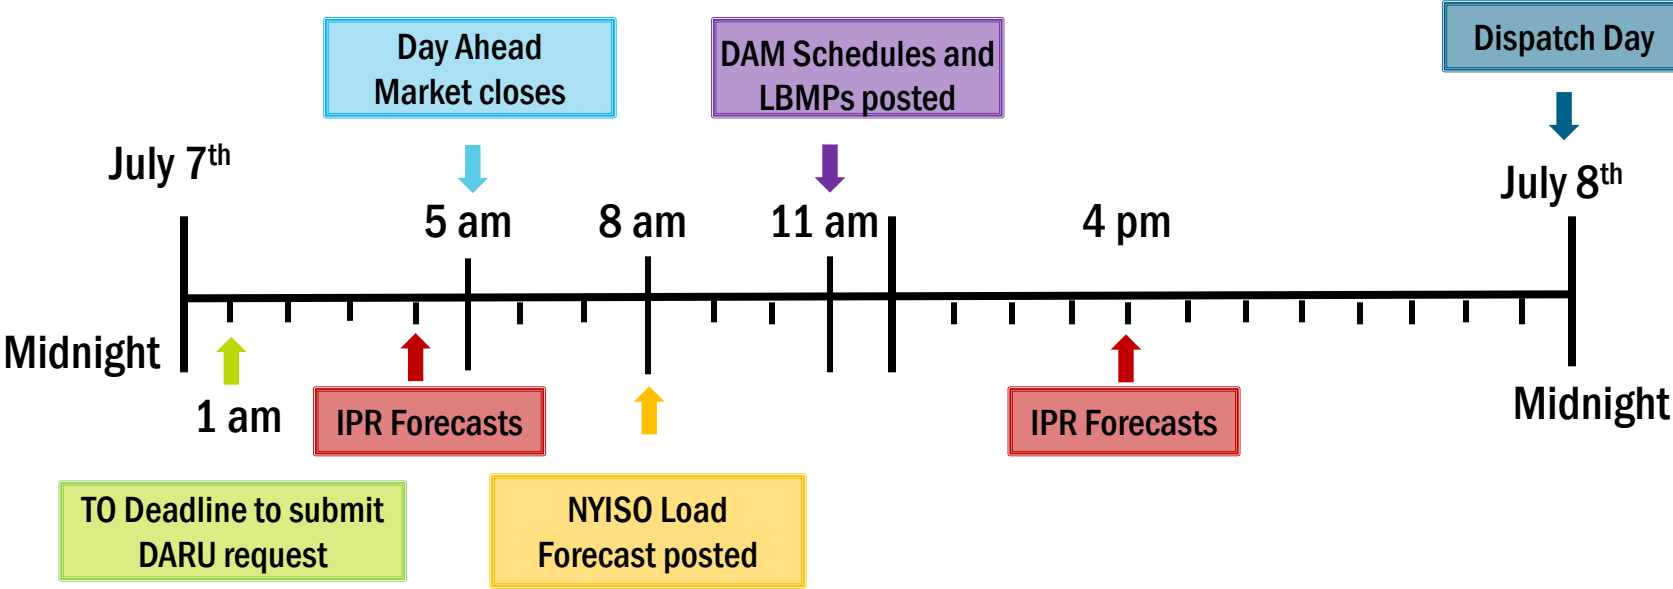 Day Ahead
Market closes
DAM Schedules and
LBMPs posted
Dispatch Day
July 7th
July 8th
5 am
8 am
11 am
4 pm
Midnight
1 am
IPR Forecasts
IPR Forecasts
Midnight
TO Deadline to submit
DARU request
NYISO Load
Forecast posted